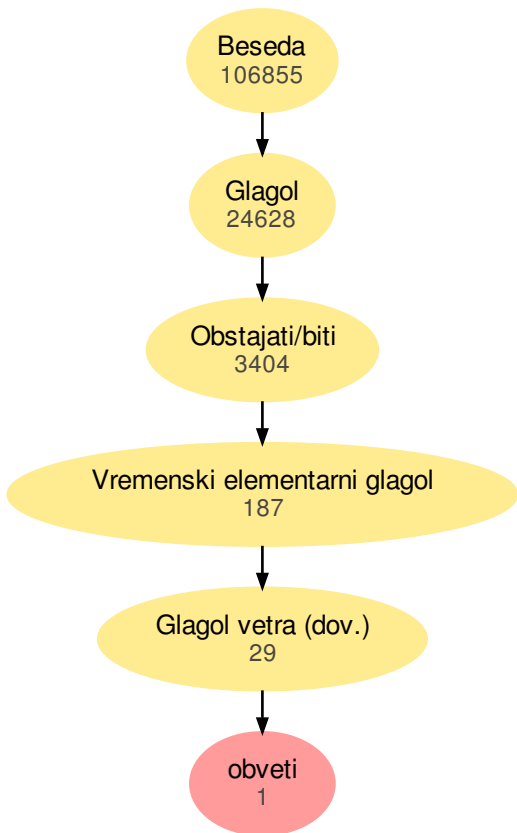 Beseda
106855
Glagol
24628
Obstajati/biti
3404
Vremenski elementarni glagol
187
Glagol vetra (dov.)
29
obveti
1